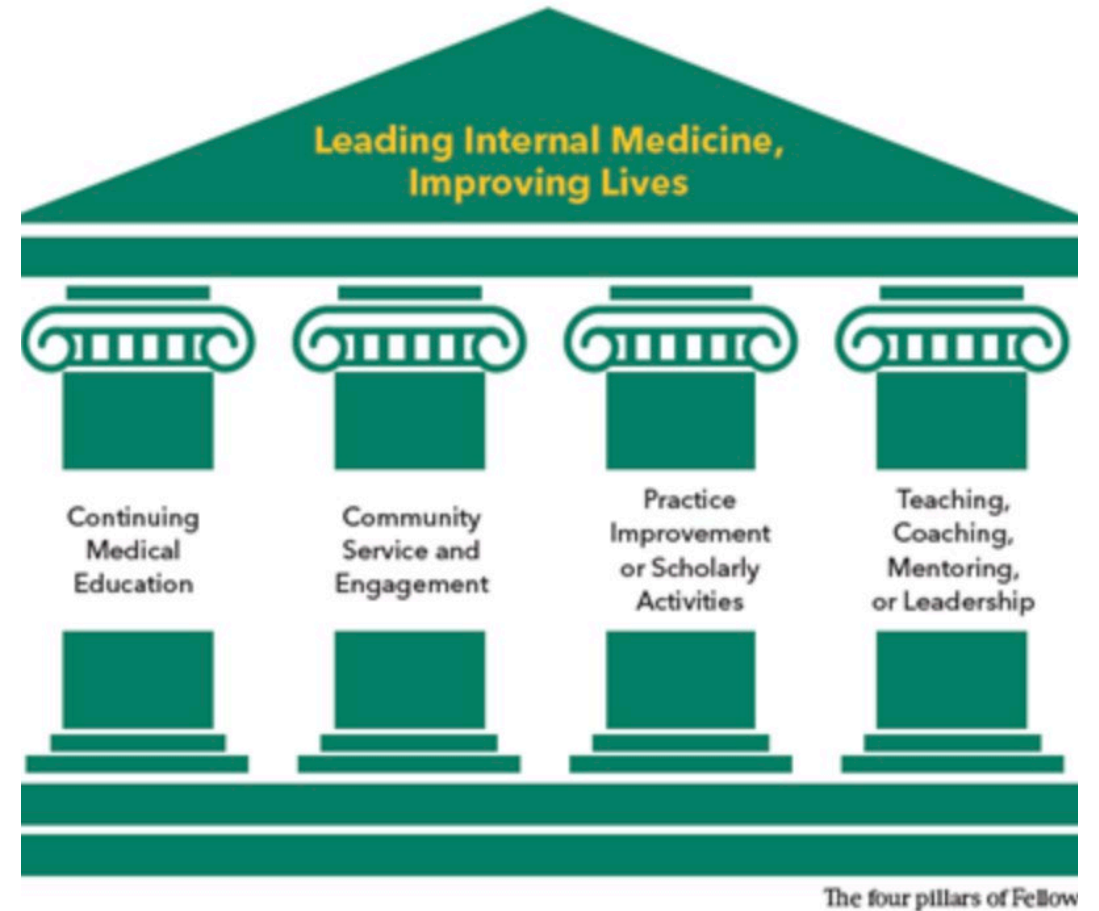 Leading Internal Medicine,
Improving Lives
Continuing
Medical
Education
Community
Service and
Engagement
Practice
Improvement
or Scholarly
Activities
Teaching,
Coaching,
Mentoring,
or Leadership
The four pillars of Fellow